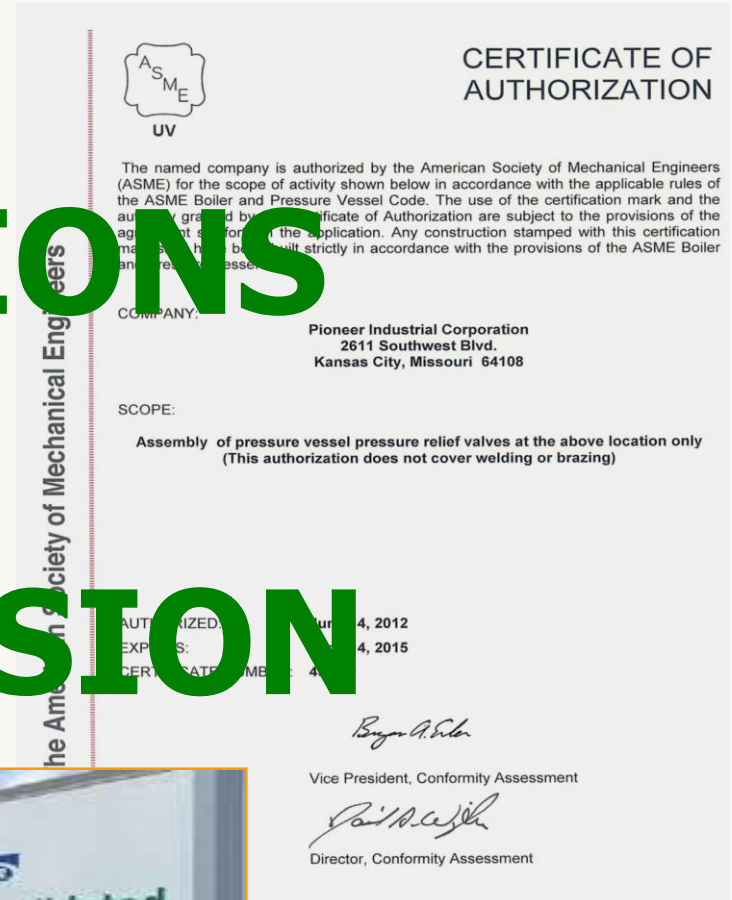 ASME
UV
CERTIFICATE OF
AUTHORIZATION
The named company is authorized by the American Society of Mechanical Engineers
(ASME) for the scope of activity shown below in accordance with the applicable rules of
the ASME Boiler and Pressure Vessel Code. The use of the certification mark and the
by Certificate of Authorization are subject to the provisions of the
the application. Any construction stamped with this certification
strictly in accordance with the provisions of the ASME Boiler
IONS
COMPANY:
Pioneer Industrial Corporation
2611 Southwest Blvd.
Kansas City, Missouri 64108
SCOPE:
Assembly of pressure vessel pressure relief valves at the above location only
(This authorization does not cover welding or brazing)
SION
4, 2012
4, 2015
Vice President, Conformity Assessment
Director, Conformity Assessment
Society of Mechanical Engineers